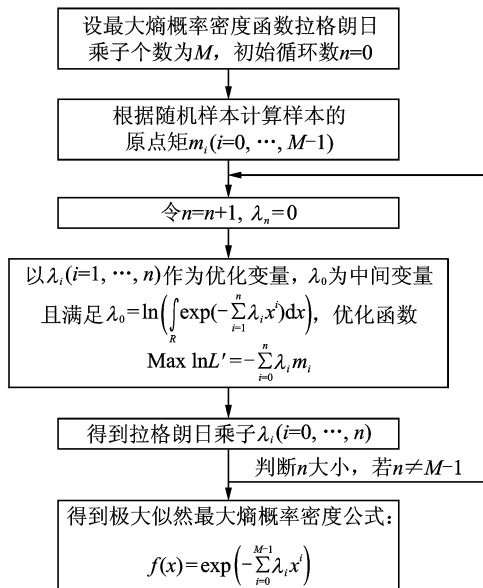 设最大熵概率密度函数拉格朗日
乘子个数为M，初始循环数n=0
根据随机样本计算样本的
原点矩mᵢ(i=0, …, M−1)
令n=n+1, λₙ=0
以λᵢ(i=1, …, n)作为优化变量，λ₀为中间变量
且满足λ₀=ln(∫_R exp(−∑_{i=1}^{n} λᵢxⁱ)dx)，优化函数
Max lnL′=−∑_{i=0}^{n} λᵢmᵢ
得到拉格朗日乘子λᵢ(i=0, …, n)
判断n大小，若n≠M−1
得到极大似然最大熵概率密度公式：
f(x)=exp(−∑_{i=0}^{M−1} λᵢxⁱ)